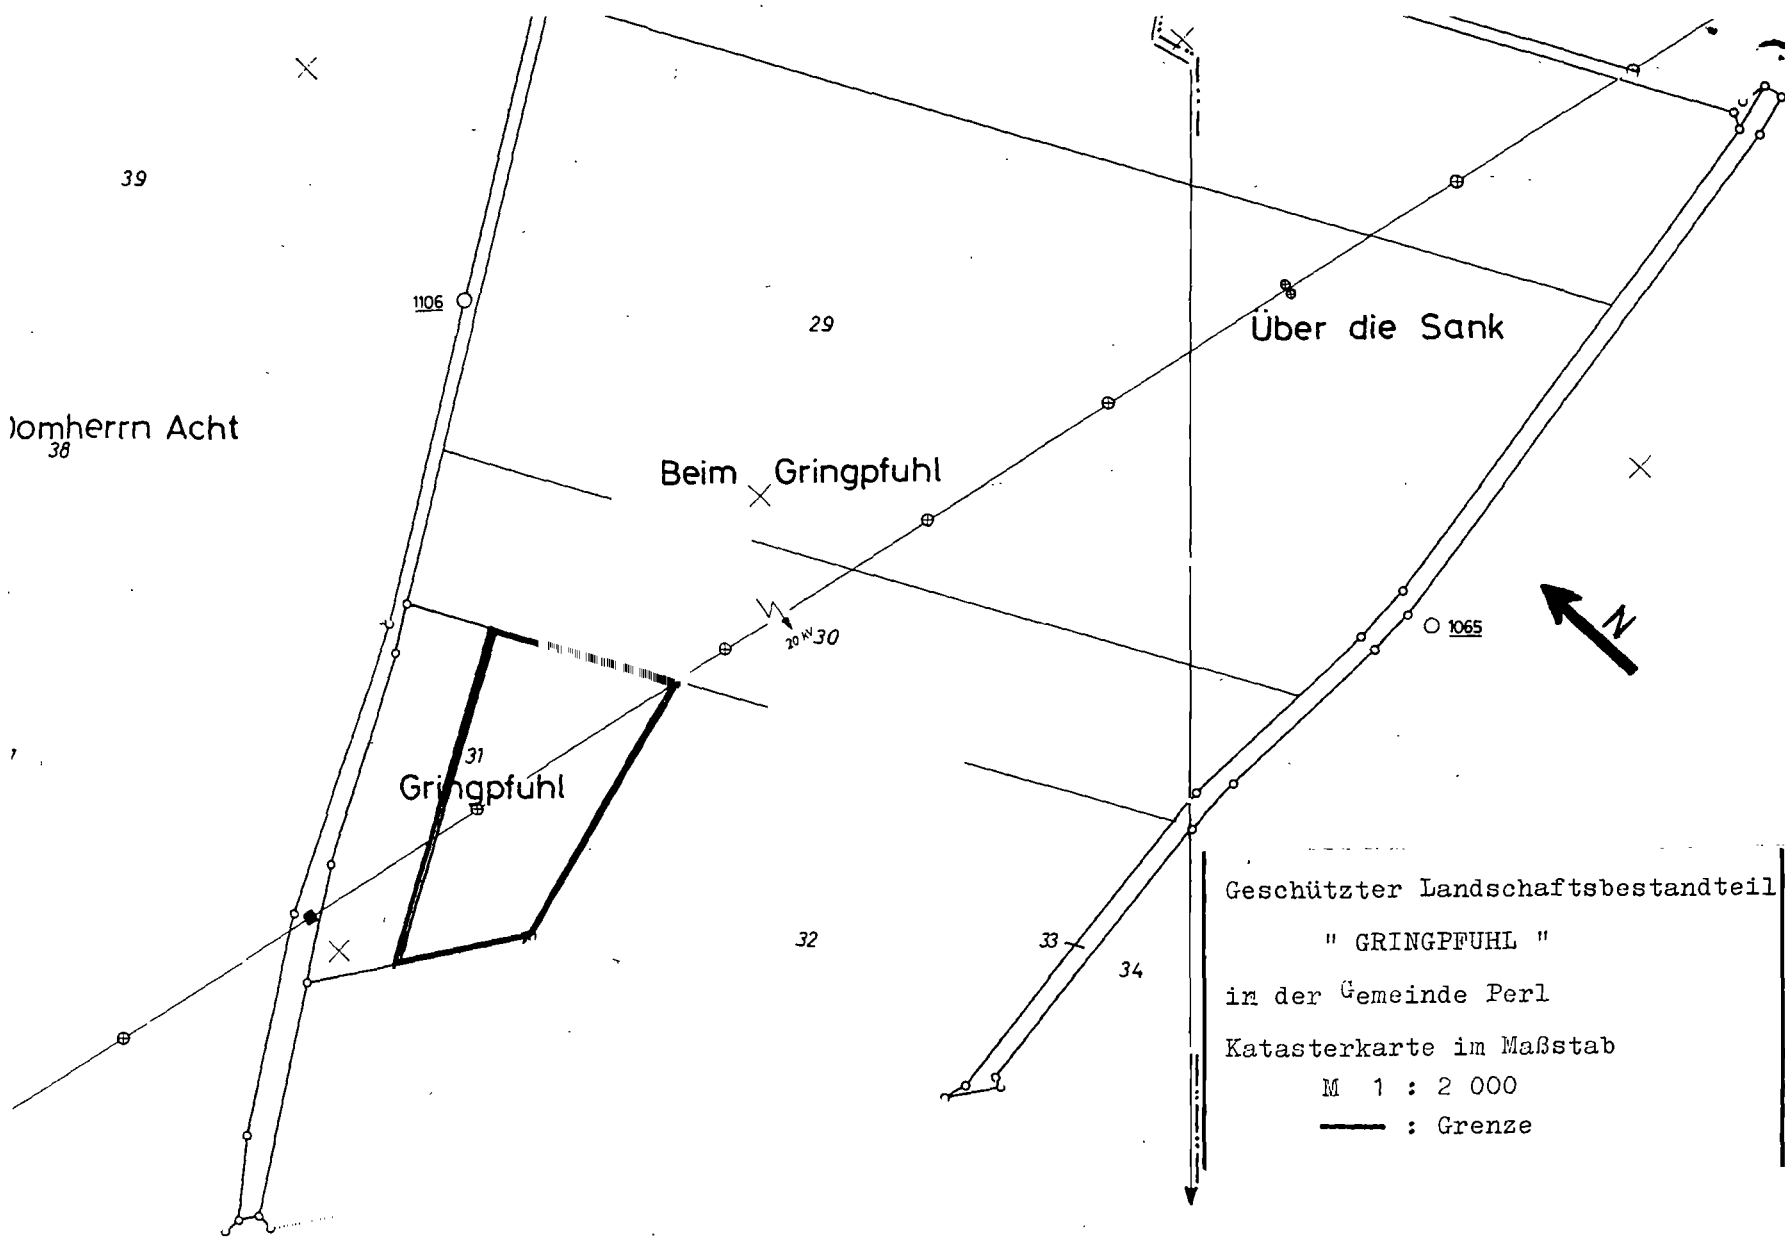 39
1106
29
Über die Sank
omherrn Acht
38
Beim Gringpfuhl
20 KV
30
1065
N
31
Gringpfuhl
32
33
34
Geschützter Landschaftsbestandteil
" GRINGPFUHL "
in der Gemeinde Perl
Katasterkarte im Maßstab
M 1 : 2 000
: Grenze